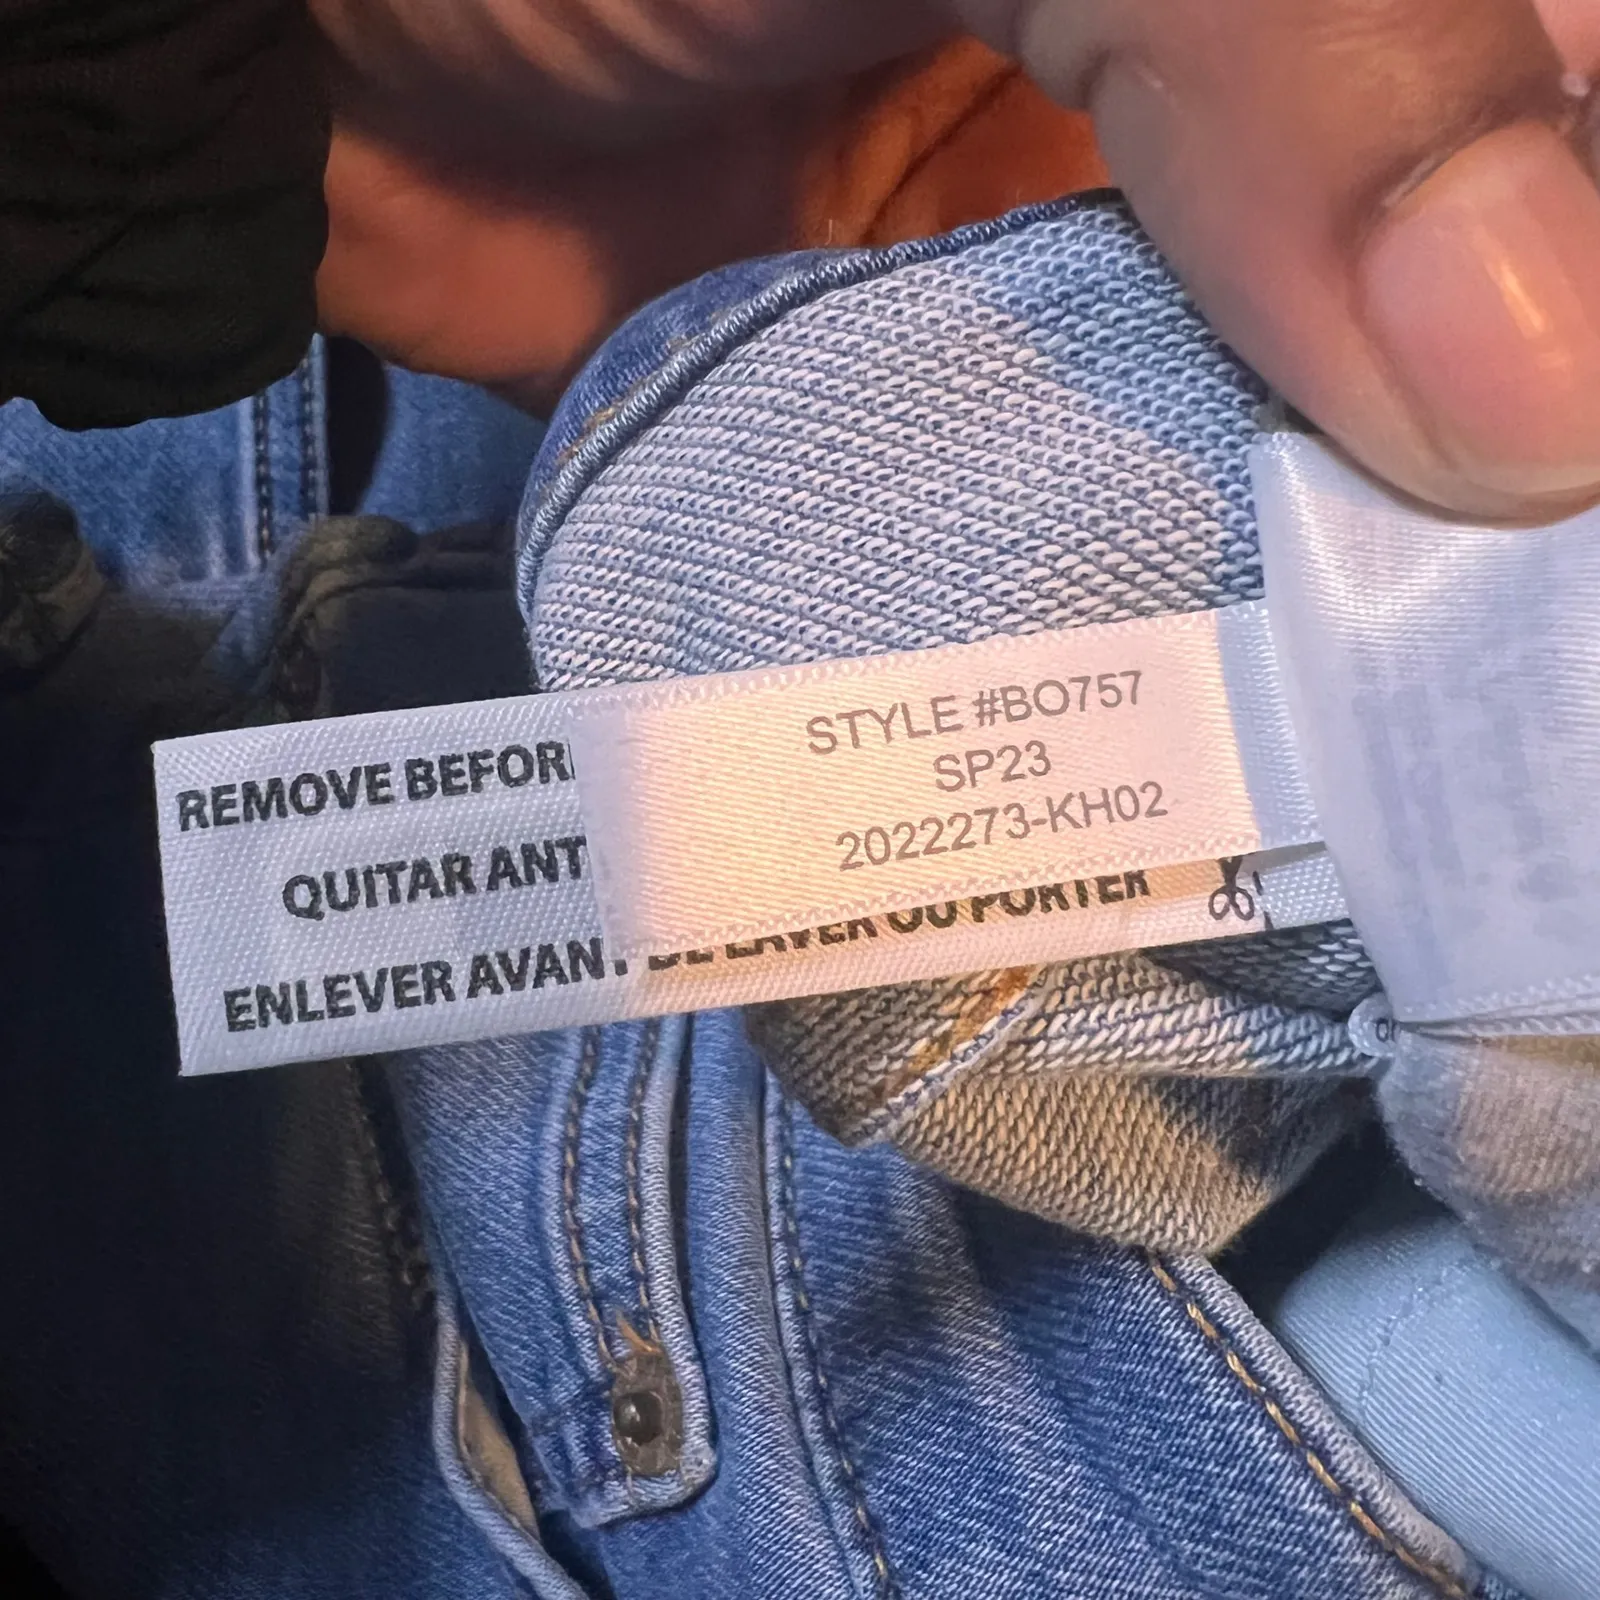 STYLE #BO757
SP23
2022273-KH02
REMOVE BEFOR
QUITAR ANT
ENLEVER AVANT DE LAVER OU PORTER